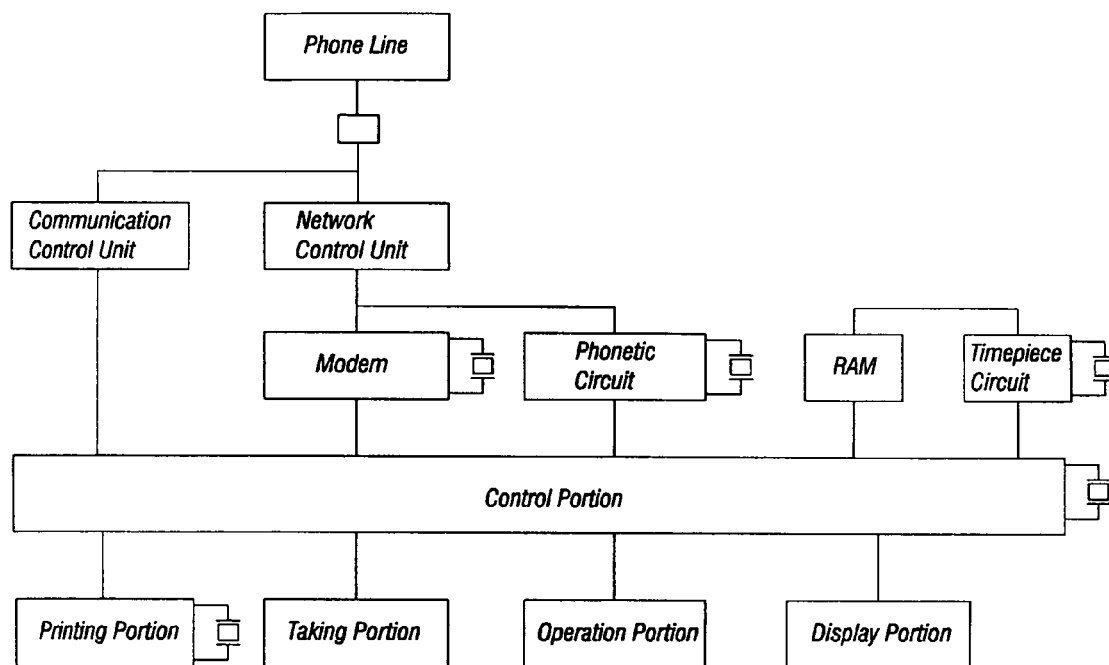 Phone Line
Communication
Control Unit
Network
Control Unit
Modem
Phonetic
Circuit
RAM
Timepiece
Circuit
Control Portion
Printing Portion
Taking Portion
Operation Portion
Display Portion